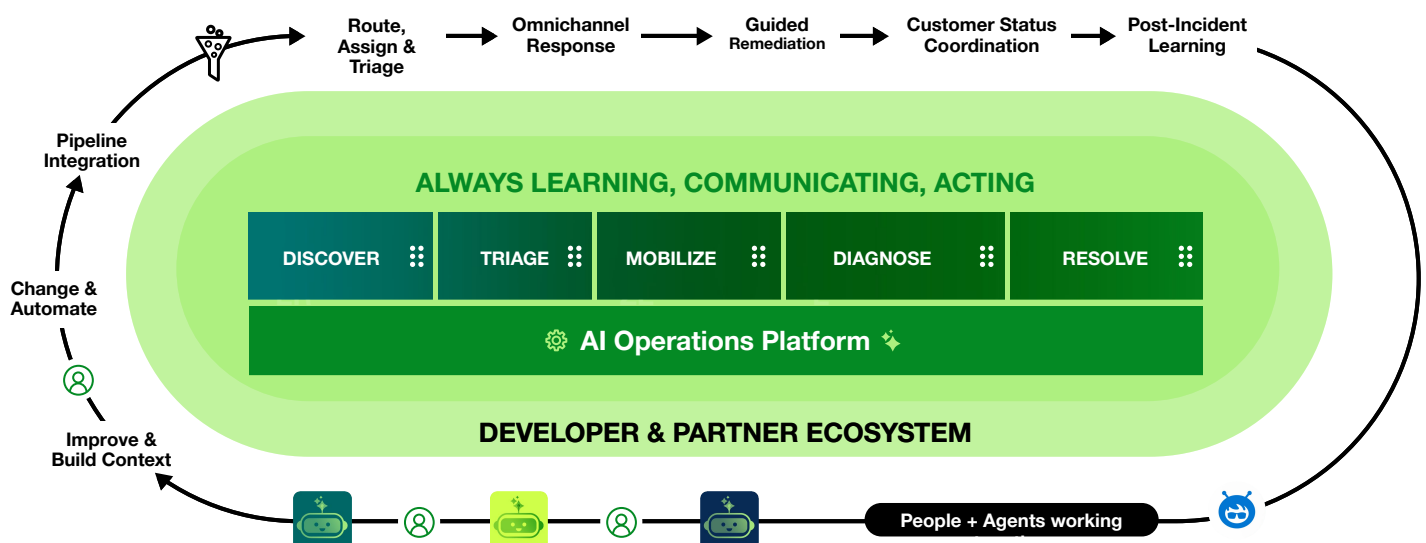 Route,
Assign &
Triage
Omnichannel
Response
Guided
Remediation
Customer Status
Coordination
Post-Incident
Learning
Pipeline
Integration
ALWAYS LEARNING, COMMUNICATING, ACTING
DISCOVER
TRIAGE
MOBILIZE
DIAGNOSE
RESOLVE
Change &
Automate
AI Operations Platform
DEVELOPER & PARTNER ECOSYSTEM
Improve &
Build Context
People + Agents working